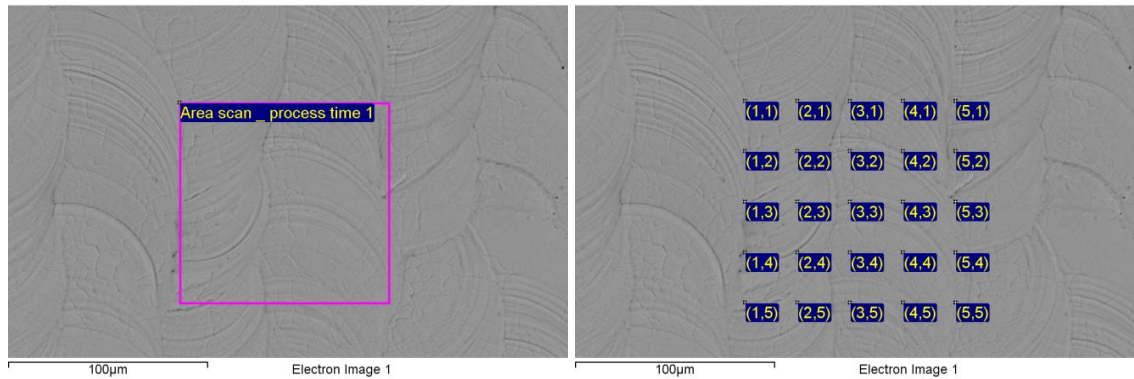 Area scan _ process time 1
100µm
Electron Image 1
(1,1) (2,1) (3,1) (4,1) (5,1)
(1,2) (2,2) (3,2) (4,2) (5,2)
(1,3) (2,3) (3,3) (4,3) (5,3)
(1,4) (2,4) (3,4) (4,4) (5,4)
(1,5) (2,5) (3,5) (4,5) (5,5)
100µm
Electron Image 1